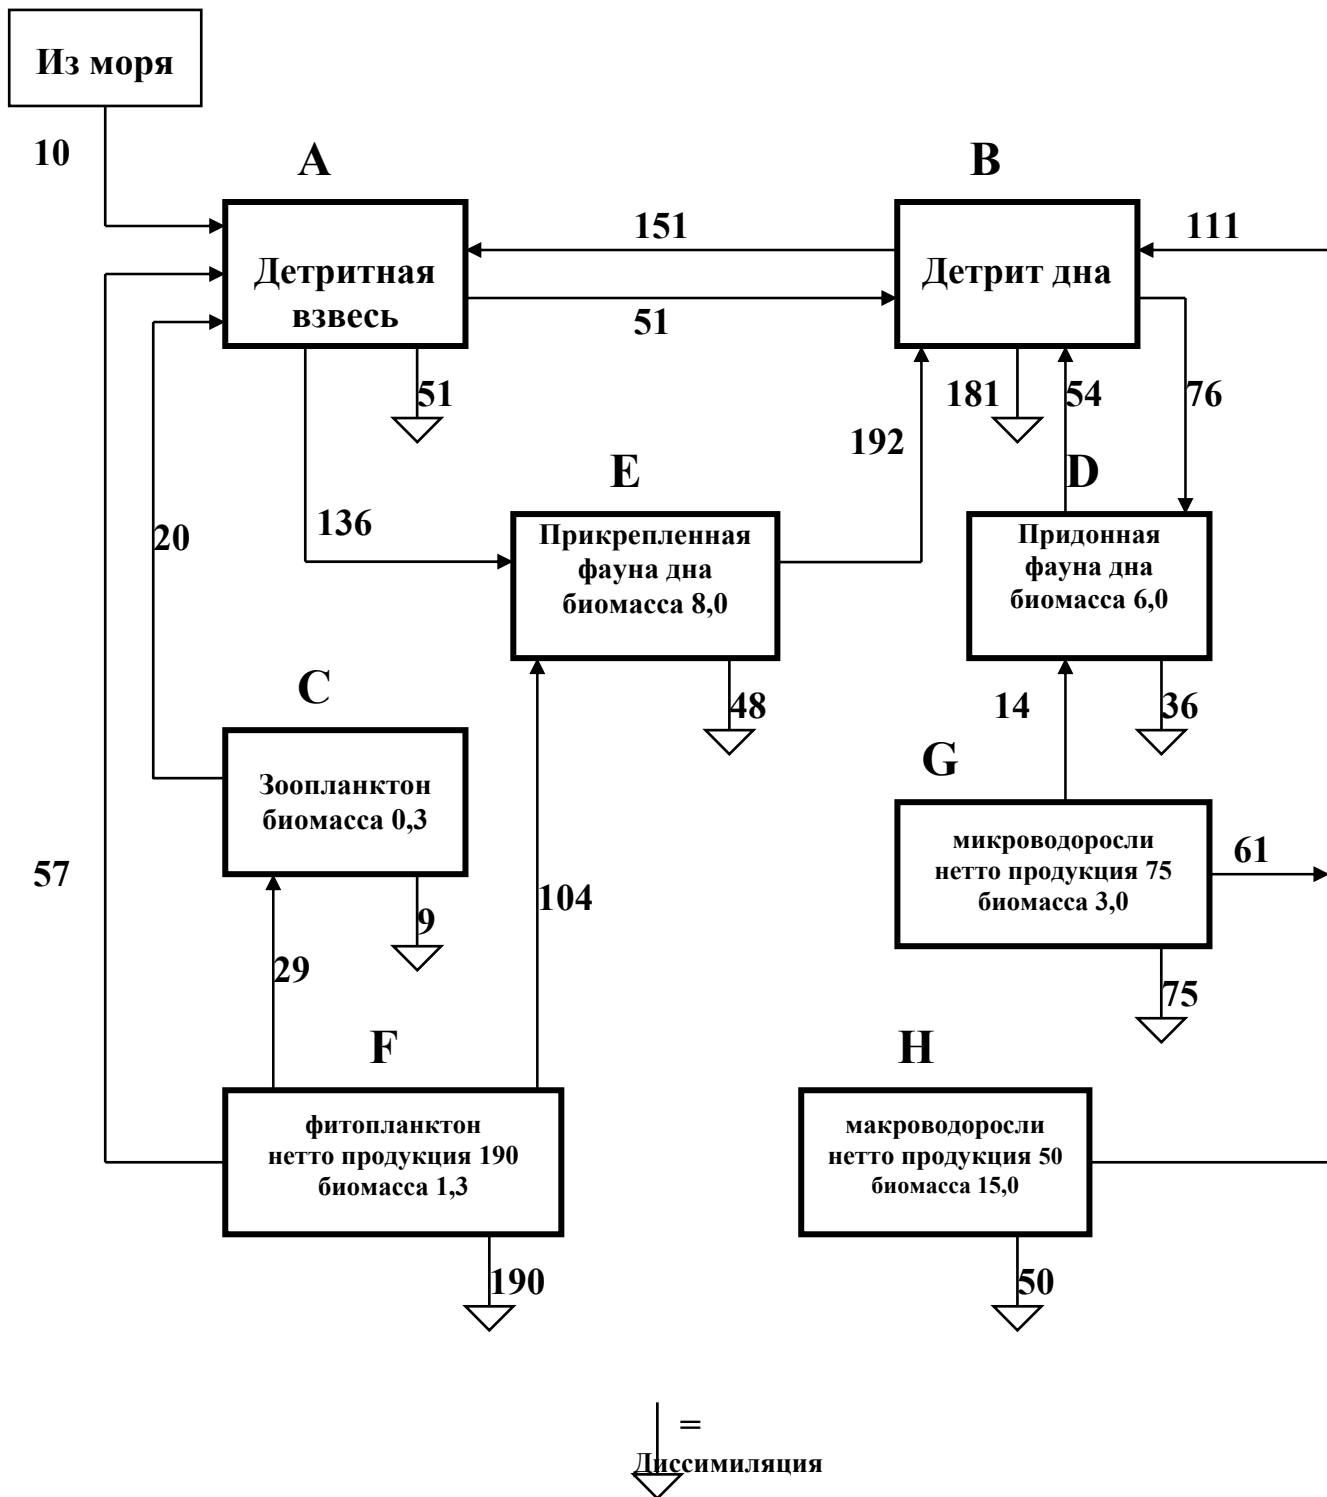 Из моря
10
A
B
151
111
Детритная
взвесь
Детрит дна
51
51
181
54
76
192
E
D
20
136
Прикрепленная
фауна дна
биомасса 8,0
Придонная
фауна дна
биомасса 6,0
C
48
14
36
G
Зоопланктон
биомасса 0,3
57
104
микроводоросли
нетто продукция 75
биомасса 3,0
61
9
29
75
F
H
фитопланктон
нетто продукция 190
биомасса 1,3
макроводоросли
нетто продукция 50
биомасса 15,0
190
50
=
Диссимиляция